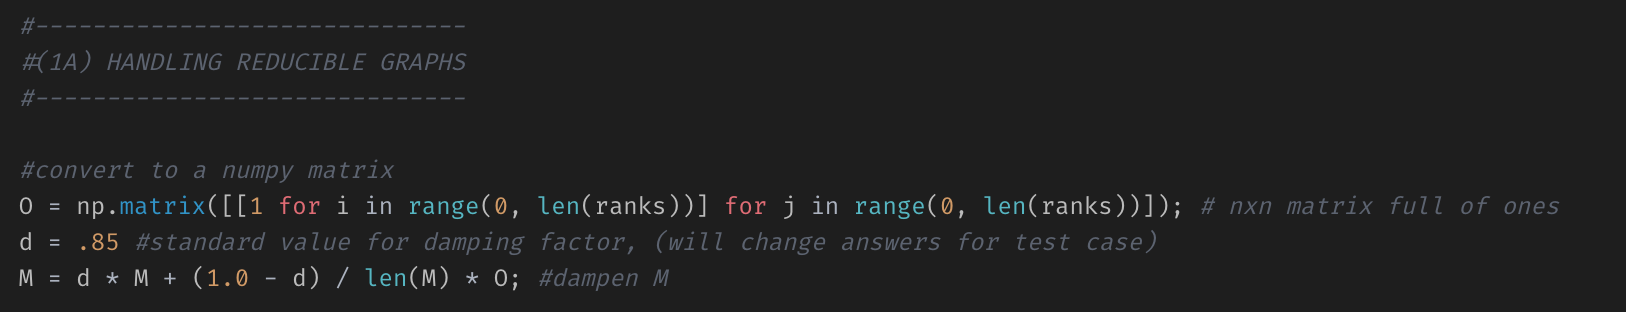 #------------------------------
#(1A) HANDLING REDUCIBLE GRAPHS
#------------------------------
#convert to a numpy matrix
O = np.matrix([[1 for i in range(0, len(ranks))] for j in range(0, len(ranks))]); # nxn matrix full of ones
d = .85 #standard value for damping factor, (will change answers for test case)
M = d * M + (1.0 - d) / len(M) * O; #dampen M